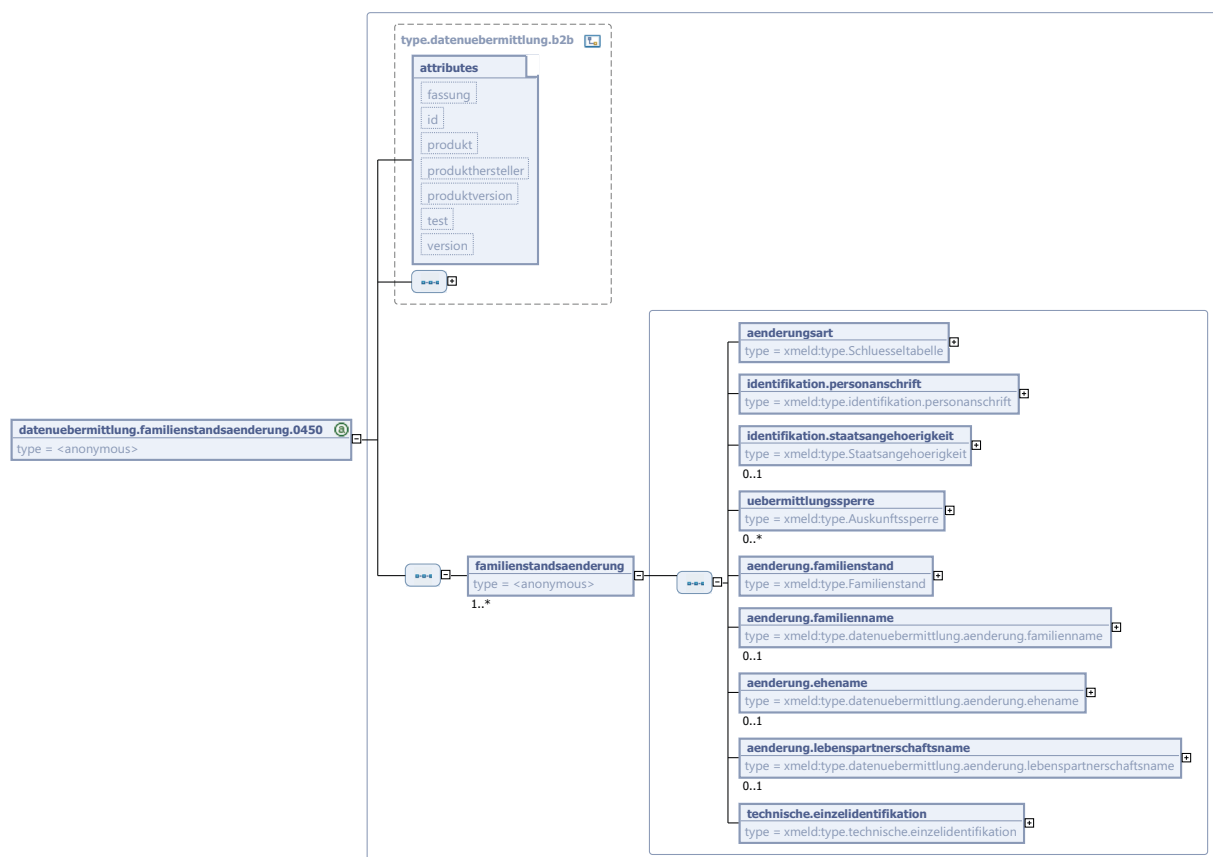 type.datenuebermittlung.b2b
attributes
fassung
id
produkt
produkthersteller
produktversion
test
version
datenuebermittlung.familienstandsaenderung.0450 a
type = <anonymous>
familienstandsaenderung
type = <anonymous>
1..*
aenderungsart
type = xmeld:type.Schluesseltabelle
identifikation.personanschrift
type = xmeld:type.identifikation.personanschrift
identifikation.staatsangehoerigkeit
type = xmeld:type.Staatsangehoerigkeit
0..1
uebermittlungssperre
type = xmeld:type.Auskunftssperre
0..*
aenderung.familienstand
type = xmeld:type.Familienstand
aenderung.familienname
type = xmeld:type.datenuebermittlung.aenderung.familienname
0..1
aenderung.ehename
type = xmeld:type.datenuebermittlung.aenderung.ehename
0..1
aenderung.lebenspartnerschaftsname
type = xmeld:type.datenuebermittlung.aenderung.lebenspartnerschaftsname
0..1
technische.einzelidentifikation
type = xmeld:type.technische.einzelidentifikation